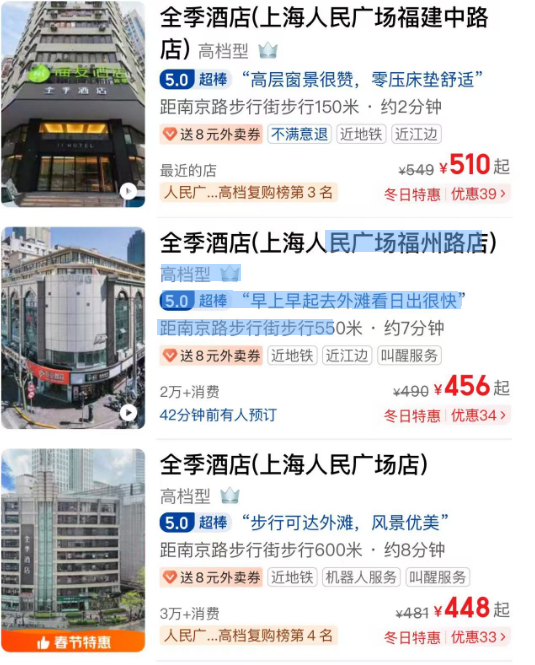 全季酒店(上海人民广场福建中路
店) 高档型
5.0 超棒 “高层窗景很赞，零压床垫舒适”
距南京路步行街步行150米 · 约2分钟
送8元外卖券 不满意退 近地铁 近江边
最近的店 ¥549 ¥510起
人民广...高档复购榜第3名 冬日特惠 优惠39>
全季酒店
JI HOTEL
全季酒店(上海人民广场福州路店)
高档型
5.0 超棒 “早上早起去外滩看日出很快”
距南京路步行街步行550米 · 约7分钟
送8元外卖券 近地铁 近江边 叫醒服务
2万+消费 ¥490 ¥456起
42分钟前有人预订 冬日特惠 优惠34>
全季酒店(上海人民广场店)
高档型
5.0 超棒 “步行可达外滩，风景优美”
距南京路步行街步行600米 · 约8分钟
送8元外卖券 近地铁 机器人服务 叫醒服务
3万+消费 ¥481 ¥448起
人民广...高档复购榜第4名 冬日特惠 优惠33>
全季酒店
春节特惠